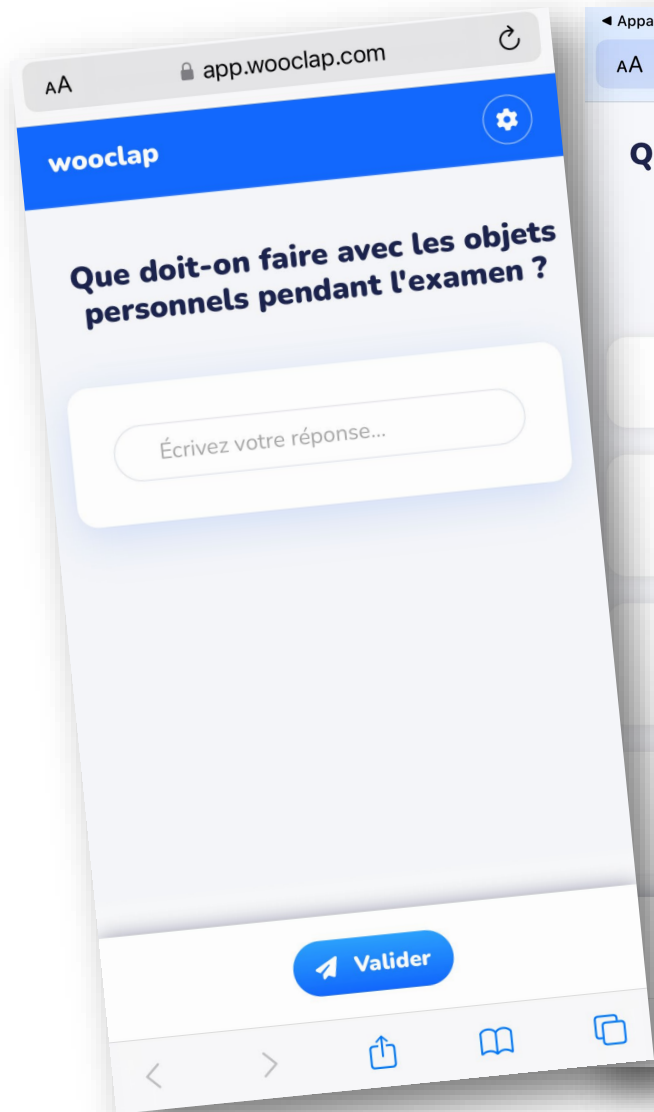 AA app.wooclap.com
wooclap
Que doit-on faire avec les objets
personnels pendant l'examen ?
Écrivez votre réponse...
Valider
◀ Appa
AA
Q